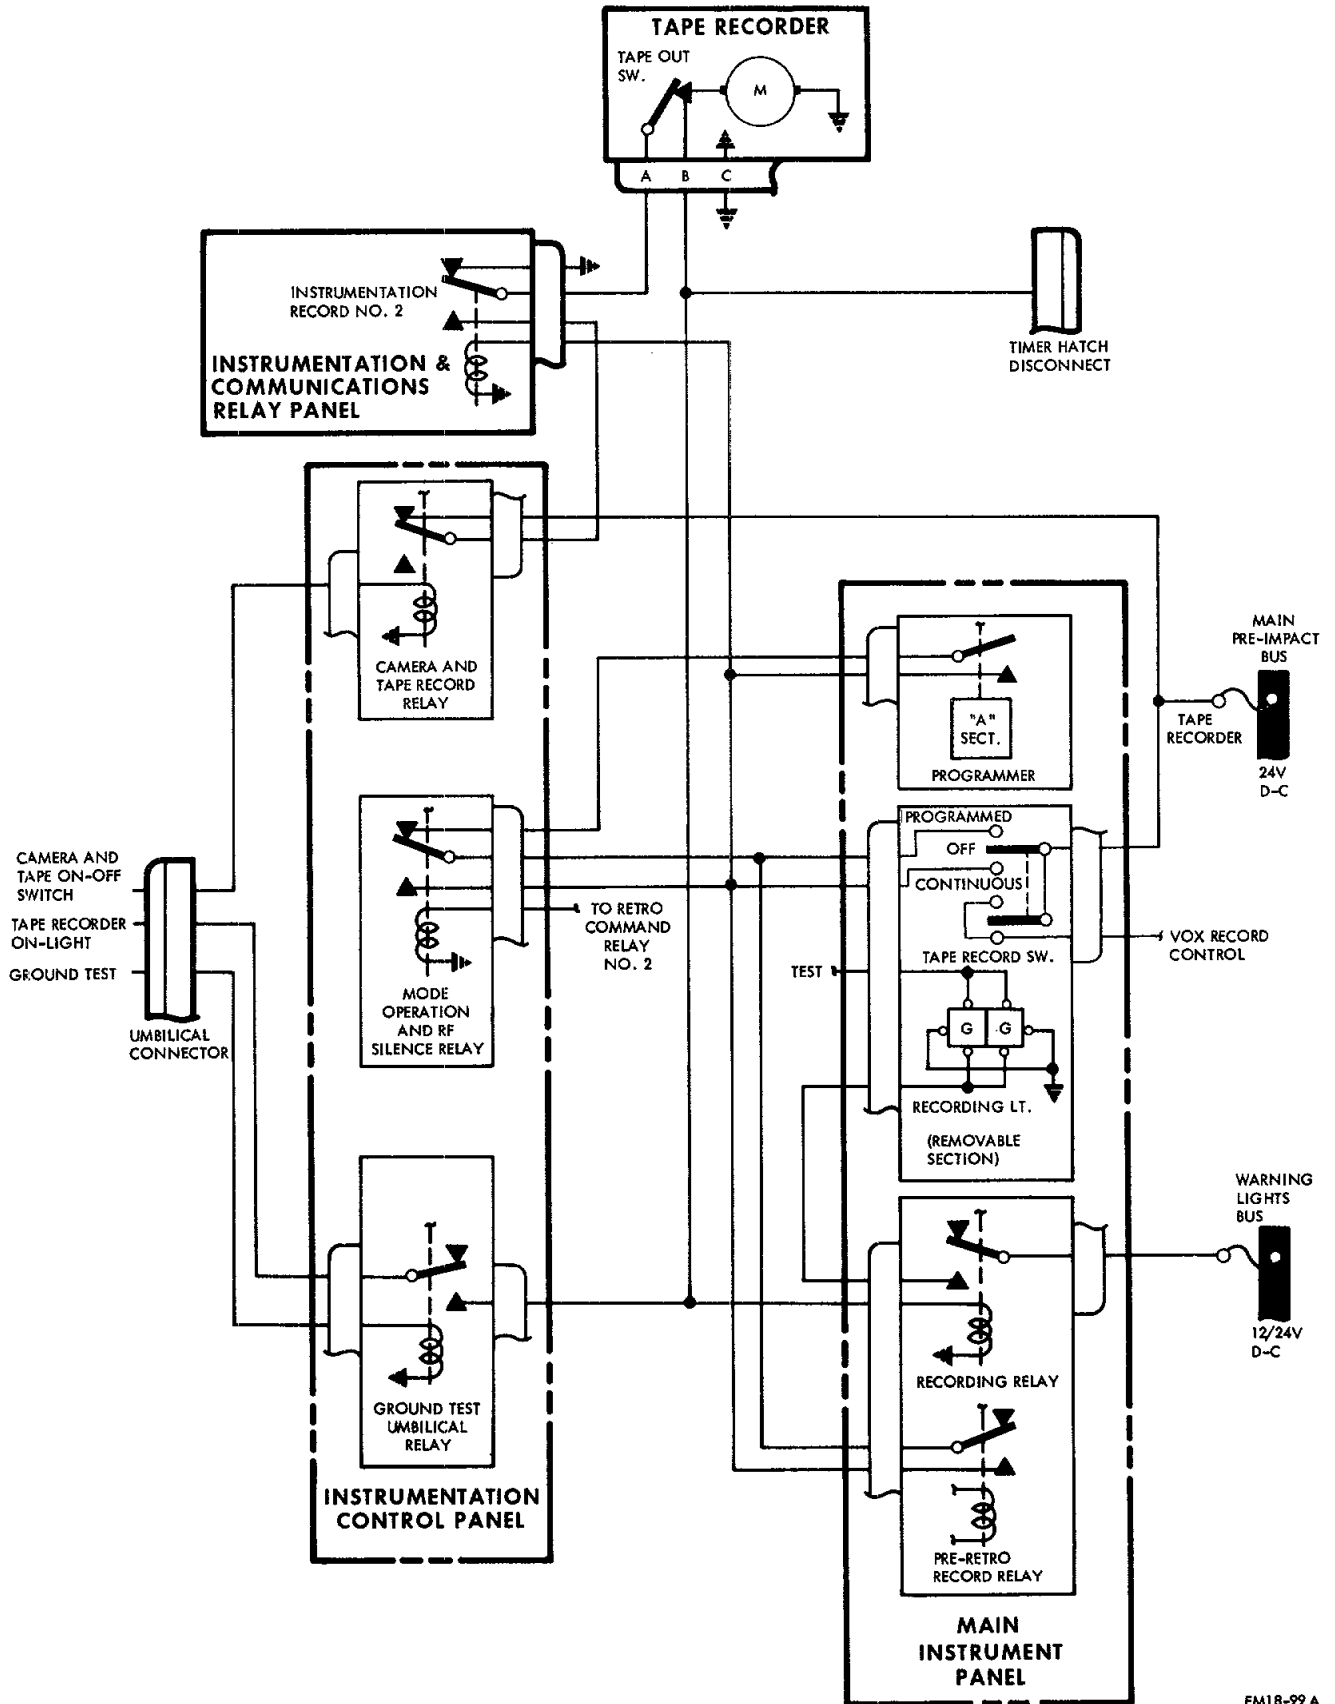 TAPE RECORDER
TAPE OUT
SW.
M
A B C
INSTRUMENTATION
RECORD NO. 2
INSTRUMENTATION &
COMMUNICATIONS
RELAY PANEL
TIMER HATCH
DISCONNECT
CAMERA AND
TAPE RECORD
RELAY
MAIN
PRE-IMPACT
BUS
TAPE
RECORDER
24V
D-C
"A"
SECT.
PROGRAMMER
PROGRAMMED
OFF
CONTINUOUS
TAPE RECORD SW.
VOX RECORD
CONTROL
TO RETRO
COMMAND
RELAY
NO. 2
TEST
G G
RECORDING LT.
(REMOVABLE
SECTION)
CAMERA AND
TAPE ON-OFF
SWITCH
TAPE RECORDER
ON-LIGHT
GROUND TEST
UMBILICAL
CONNECTOR
MODE
OPERATION
AND RF
SILENCE RELAY
WARNING
LIGHTS
BUS
12/24V
D-C
RECORDING RELAY
GROUND TEST
UMBILICAL
RELAY
INSTRUMENTATION
CONTROL PANEL
PRE-RETRO
RECORD RELAY
MAIN
INSTRUMENT
PANEL
FM18-99 A